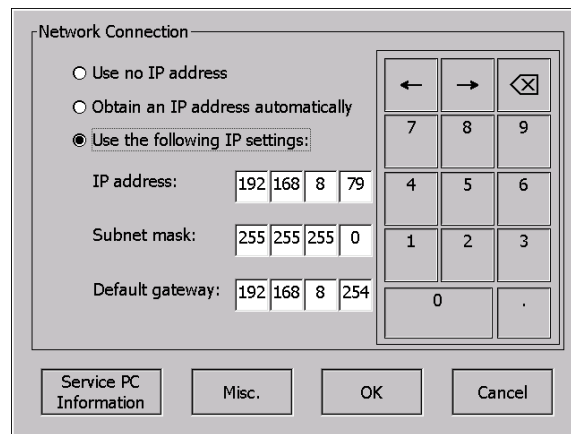 Network Connection
Use no IP address
Obtain an IP address automatically
Use the following IP settings:
IP address: 192 168 8 79
Subnet mask: 255 255 255 0
Default gateway: 192 168 8 254
← → ⌫
7 8 9
4 5 6
1 2 3
0 .
Service PC
Information
Misc.
OK
Cancel